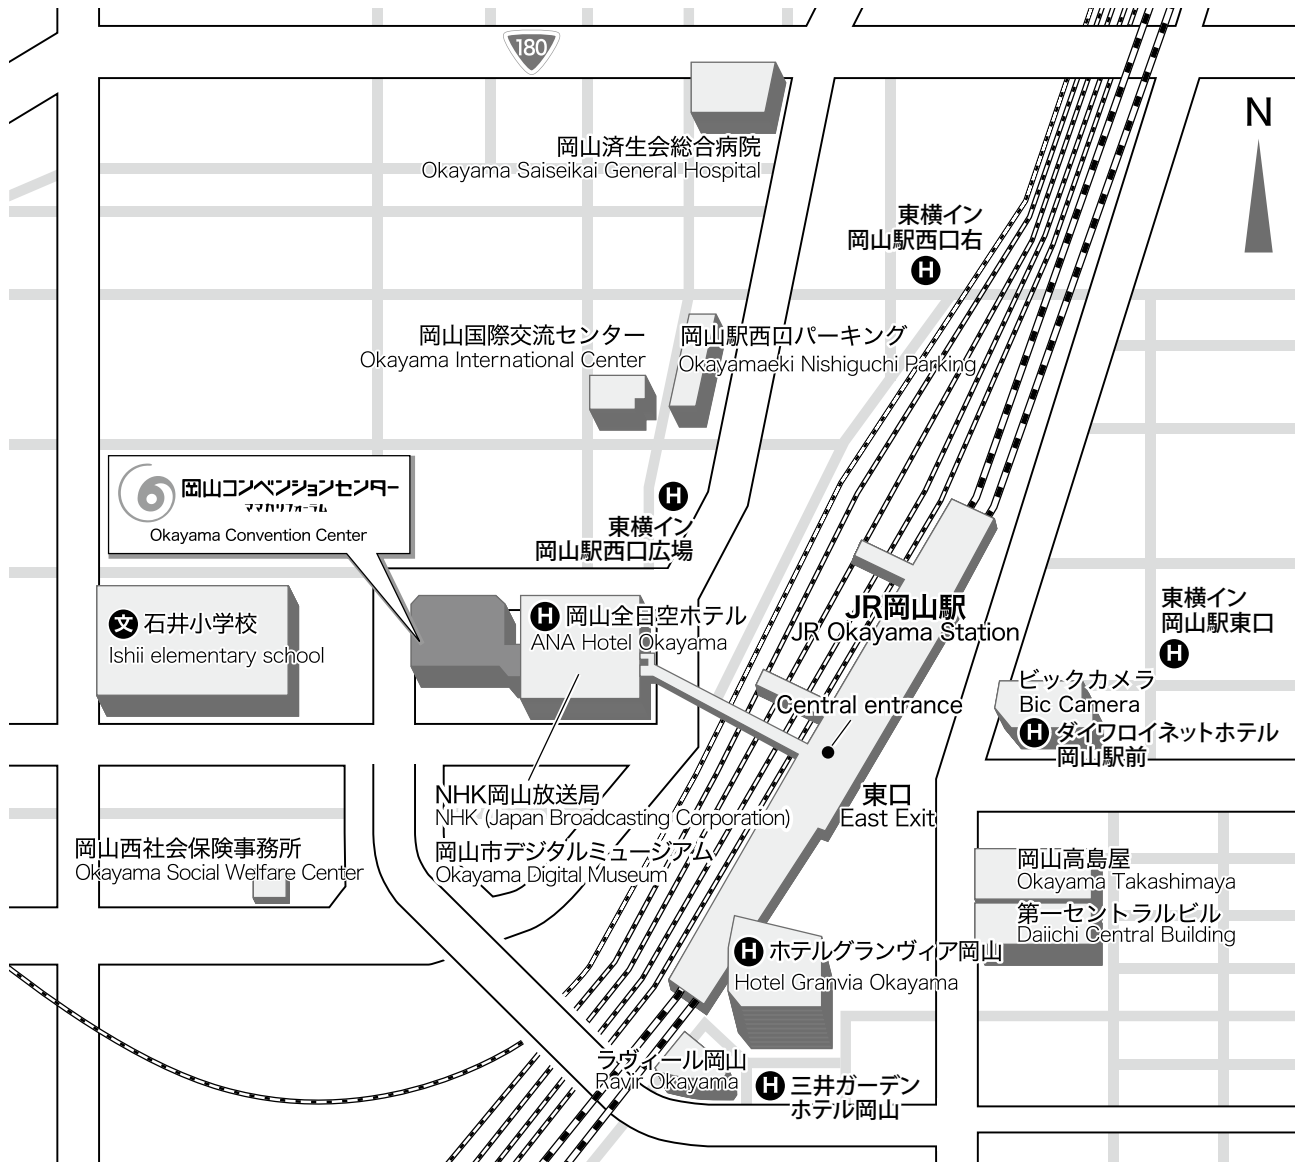 180
N
岡山済生会総合病院
Okayama Saiseikai General Hospital
東横イン
岡山駅西口右
H
岡山国際交流センター
Okayama International Center
岡山駅西口パーキング
Okayamaeki Nishiguchi Parking
岡山コンベンションセンター
ママカリフォーラム
Okayama Convention Center
H
東横イン
岡山駅西口広場
文 石井小学校
Ishii elementary school
H 岡山全日空ホテル
ANA Hotel Okayama
JR岡山駅
JR Okayama Station
東横イン
岡山駅東口
H
Central entrance
ビックカメラ
Bic Camera
H ダイワロイネットホテル
岡山駅前
NHK岡山放送局
NHK (Japan Broadcasting Corporation)
岡山市デジタルミュージアム
Okayama Digital Museum
東口
East Exit
岡山西社会保険事務所
Okayama Social Welfare Center
岡山高島屋
Okayama Takashimaya
第一セントラルビル
Daiichi Central Building
H ホテルグランヴィア岡山
Hotel Granvia Okayama
ラヴィール岡山
Ravir Okayama
H 三井ガーデン
ホテル岡山